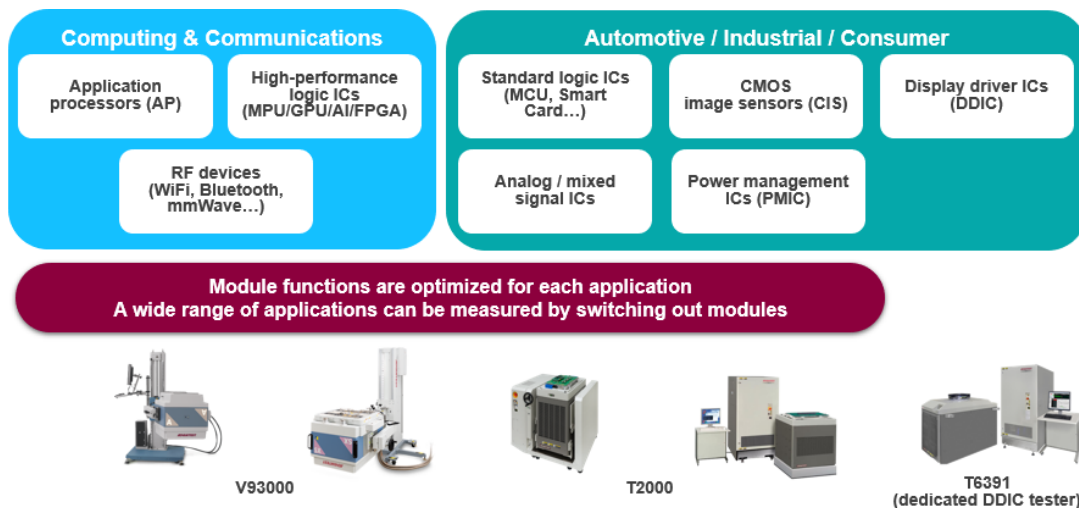 Computing & Communications
Application
processors (AP)
High-performance
logic ICs
(MPU/GPU/AI/FPGA)
RF devices
(WiFi, Bluetooth,
mmWave…)
Automotive / Industrial / Consumer
Standard logic ICs
(MCU, Smart
Card…)
CMOS
image sensors (CIS)
Display driver ICs
(DDIC)
Analog / mixed
signal ICs
Power management
ICs (PMIC)
Module functions are optimized for each application
A wide range of applications can be measured by switching out modules
V93000
T2000
T6391
(dedicated DDIC tester)